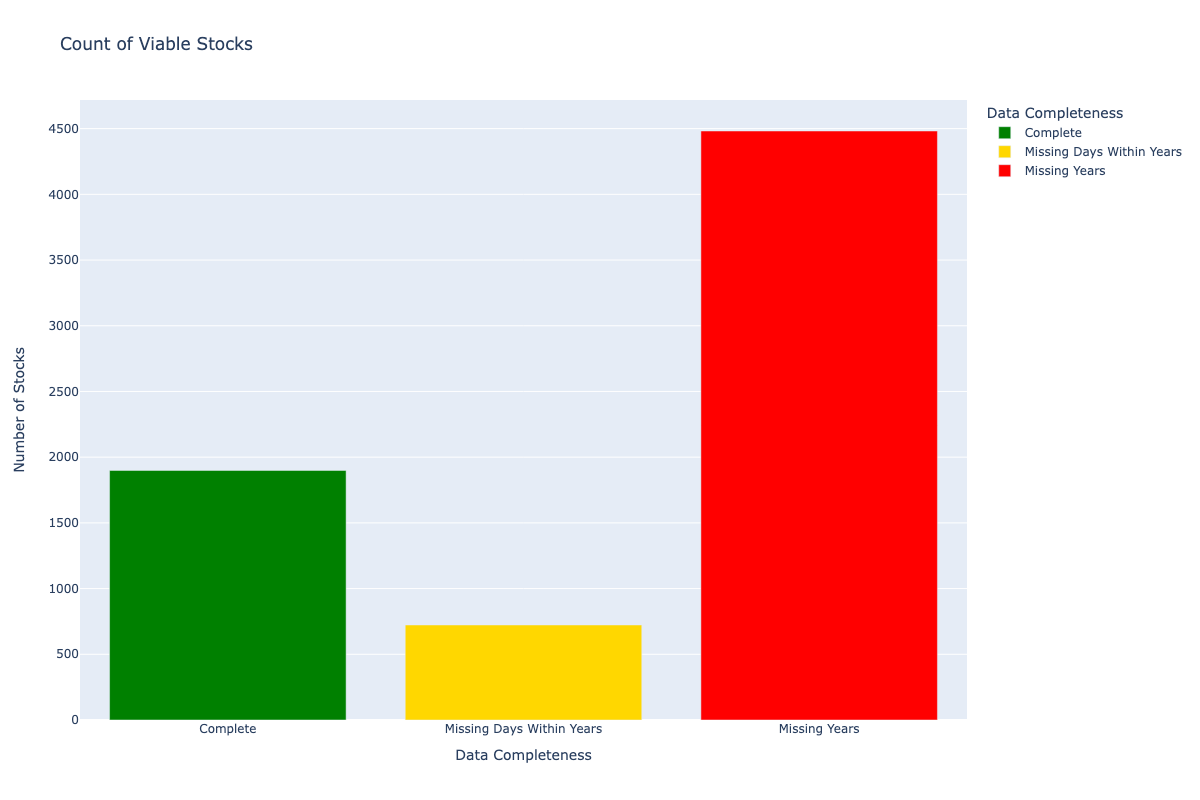 Count of Viable Stocks
Data Completeness
Complete
Missing Days Within Years
Missing Years
4500
4000
3500
3000
2500
2000
1500
1000
500
0
Number of Stocks
Complete
Missing Days Within Years
Missing Years
Data Completeness